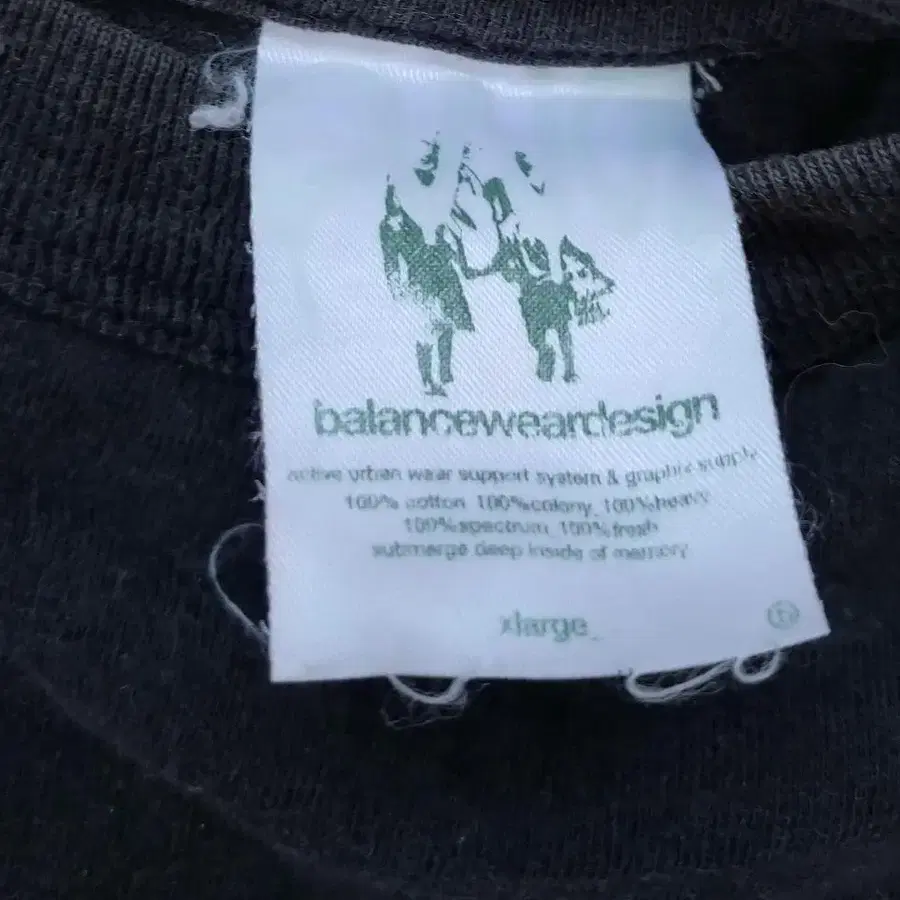 balanceweardesign
active urban wear support system & graphix supply
100% cotton 100%colony, 100%heavy
100%spectrum, 100%fresh
submerge deep inside of memory
xlarge